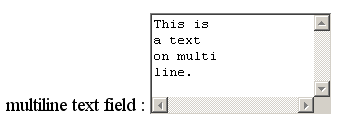 This is
a text
on multi
line.
multiline text field :